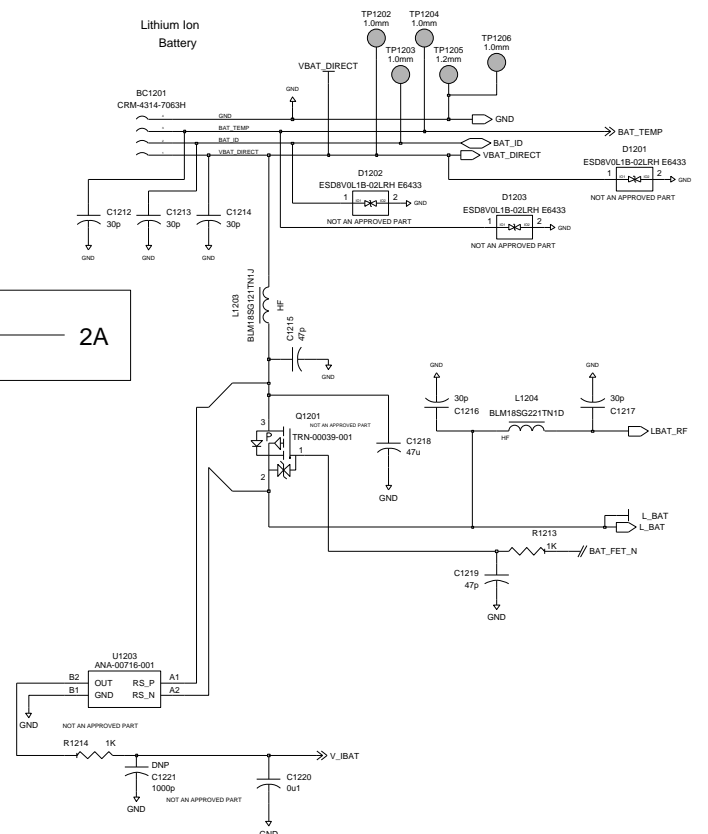 Lithium Ion
Battery
TP1202
1.0mm
TP1204
1.0mm
TP1203
1.0mm
TP1205
1.2mm
TP1206
1.0mm
VBAT_DIRECT
BC1201
CRM-4314-7063H
GND
GND
BAT_TEMP
BAT_ID
VBAT_DIRECT
GND
BAT_TEMP
BAT_ID
VBAT_DIRECT
D1201
ESD8V0L1B-02LRH E6433
1
2
GND
NOT AN APPROVED PART
D1202
ESD8V0L1B-02LRH E6433
1
2
GND
NOT AN APPROVED PART
D1203
ESD8V0L1B-02LRH E6433
1
2
GND
NOT AN APPROVED PART
C1212
30p
GND
C1213
30p
GND
C1214
30p
GND
L1203
BLM18SG121TN1J
HF
2A
C1215
47p
GND
GND
30p
C1216
L1204
BLM18SG221TN1D
HF
GND
30p
C1217
LBAT_RF
Q1201
NOT AN APPROVED PART
TRN-00039-001
3
P
1
2
C1218
47u
GND
L_BAT
L_BAT
R1213
1K
BAT_FET_N
C1219
47p
GND
U1203
ANA-00716-001
B2
OUT
RS_P
A1
B1
GND
RS_N
A2
GND
NOT AN APPROVED PART
R1214
1K
V_IBAT
DNP
C1221
1000p
GND
NOT AN APPROVED PART
C1220
0u1
GND